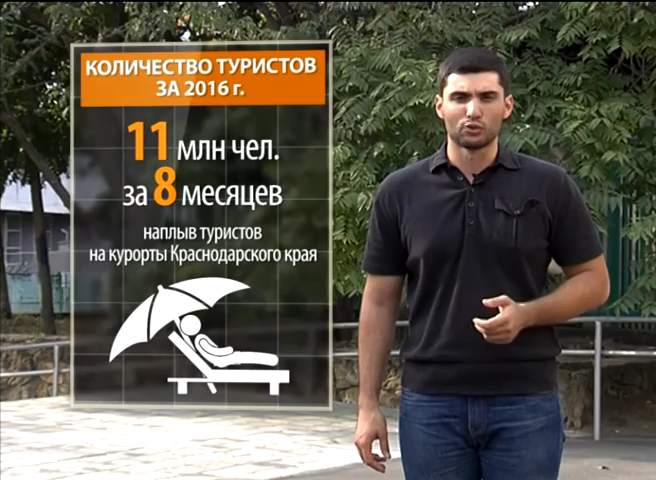 КОЛИЧЕСТВО ТУРИСТОВ
ЗА 2016 г.
11 млн чел.
за 8 месяцев
наплыв туристов
на курорты Краснодарского края